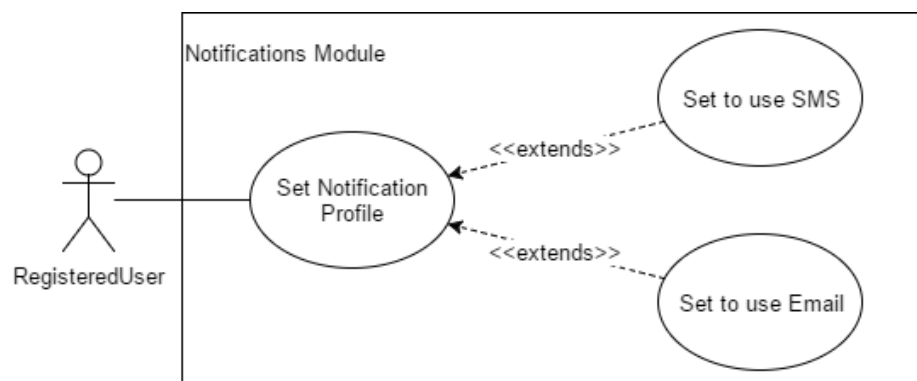 Notifications Module
Set to use SMS
<<extends>>
Set Notification
Profile
RegisteredUser
<<extends>>
Set to use Email